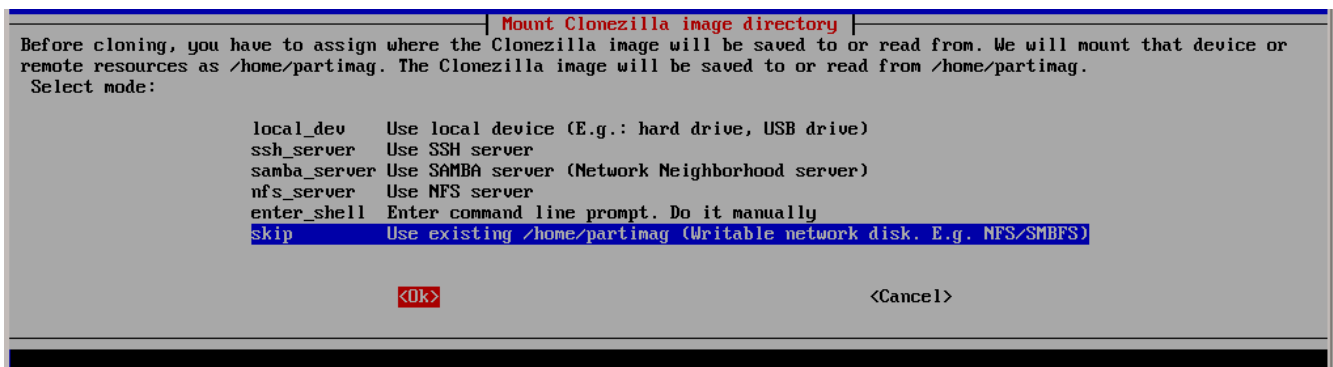 Mount Clonezilla image directory
Before cloning, you have to assign where the Clonezilla image will be saved to or read from. We will mount that device or
remote resources as /home/partimag. The Clonezilla image will be saved to or read from /home/partimag.
Select mode:
local_dev Use local device (E.g.: hard drive, USB drive)
ssh_server Use SSH server
samba_server Use SAMBA server (Network Neighborhood server)
nfs_server Use NFS server
enter_shell Enter command line prompt. Do it manually
skip Use existing /home/partimag (Writable network disk. E.g. NFS/SMBFS)
<Ok> <Cancel>